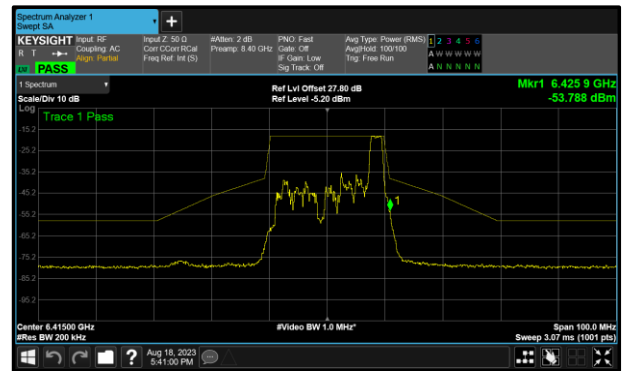 Spectrum Analyzer 1
Swept SA
KEYSIGHT Input: RF Input Z: 50 Ω #Atten: 2 dB PNO: Fast Avg Type: Power (RMS) 1 2 3 4 5 6
R T Coupling: AC Corr CCorr RCal Preamp: 8.40 GHz Gate: Off Avg|Hold: 100/100 A W W W W W
Align: Partial Freq Ref: Int (S) IF Gain: Low Trig: Free Run
PASS Sig Track: Off A N N N N N
1 Spectrum Ref Lvl Offset 27.80 dB Mkr1 6.425 9 GHz
Scale/Div 10 dB Ref Level -5.20 dBm -53.788 dBm
Log Trace 1 Pass
-15.2
-25.2
-35.2
-45.2
1
-55.2
-65.2
-75.2
-85.2
-95.2
Center 6.41500 GHz #Video BW 1.0 MHz* Span 100.0 MHz
#Res BW 200 kHz Sweep 3.07 ms (1001 pts)
? Aug 18, 2023
5:41:00 PM